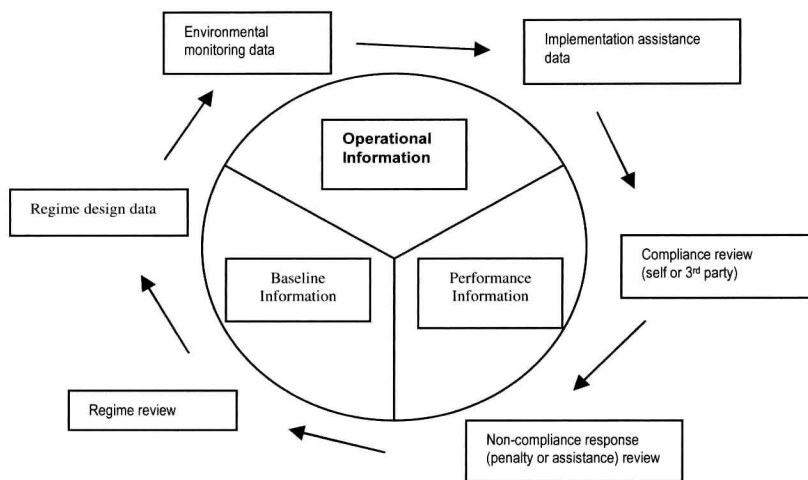 Environmental
monitoring data
Implementation assistance
data
Operational
Information
Regime design data
Compliance review
(self or 3rd party)
Baseline
Information
Performance
Information
Regime review
Non-compliance response
(penalty or assistance) review